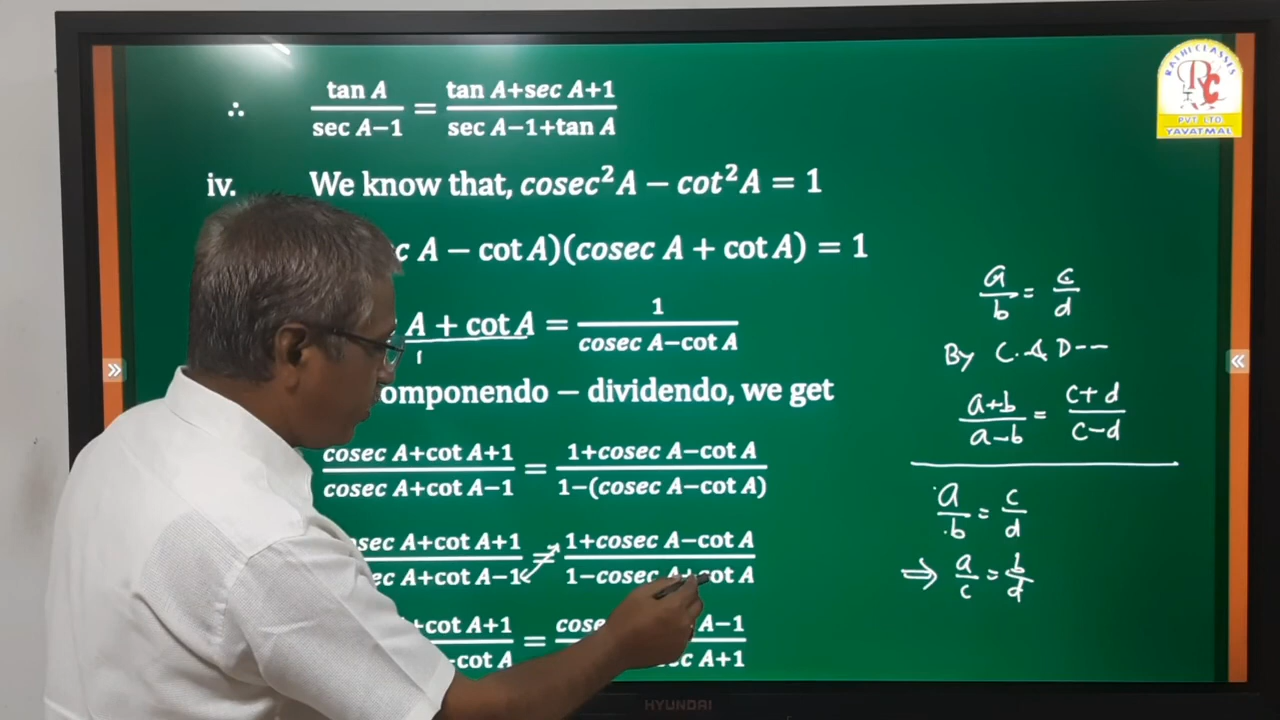 ∴ tan A / sec A−1 = tan A+sec A+1 / sec A−1+tan A
iv. We know that, cosec²A − cot²A = 1
c A − cot A)(cosec A + cot A) = 1
A + cot A = 1 / cosec A−cot A
omponendo − dividendo, we get
cosec A+cot A+1 / cosec A+cot A−1 = 1+cosec A−cot A / 1−(cosec A−cot A)
sec A+cot A+1 / ec A+cot A−1 = 1+cosec A−cot A / 1−cosec A+cot A
+cot A+1 / −cot A = cose A−1 / c A+1
a/b = c/d
By C. & D--
a+b / a−b = c+d / c−d
a/b = c/d
⇒ a/c = b/d
RATHI CLASSES
RC
PVT. LTD.
YAVATMAL
HYUNDAI